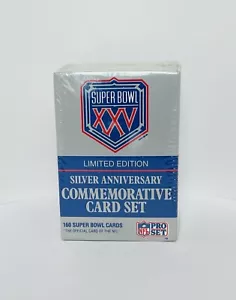 SUPER BOWL
XXV
LIMITED EDITION
SILVER ANNIVERSARY
COMMEMORATIVE
CARD SET
160 SUPER BOWL CARDS
"THE OFFICIAL CARD OF THE NFL"
NFL
PRO
SET